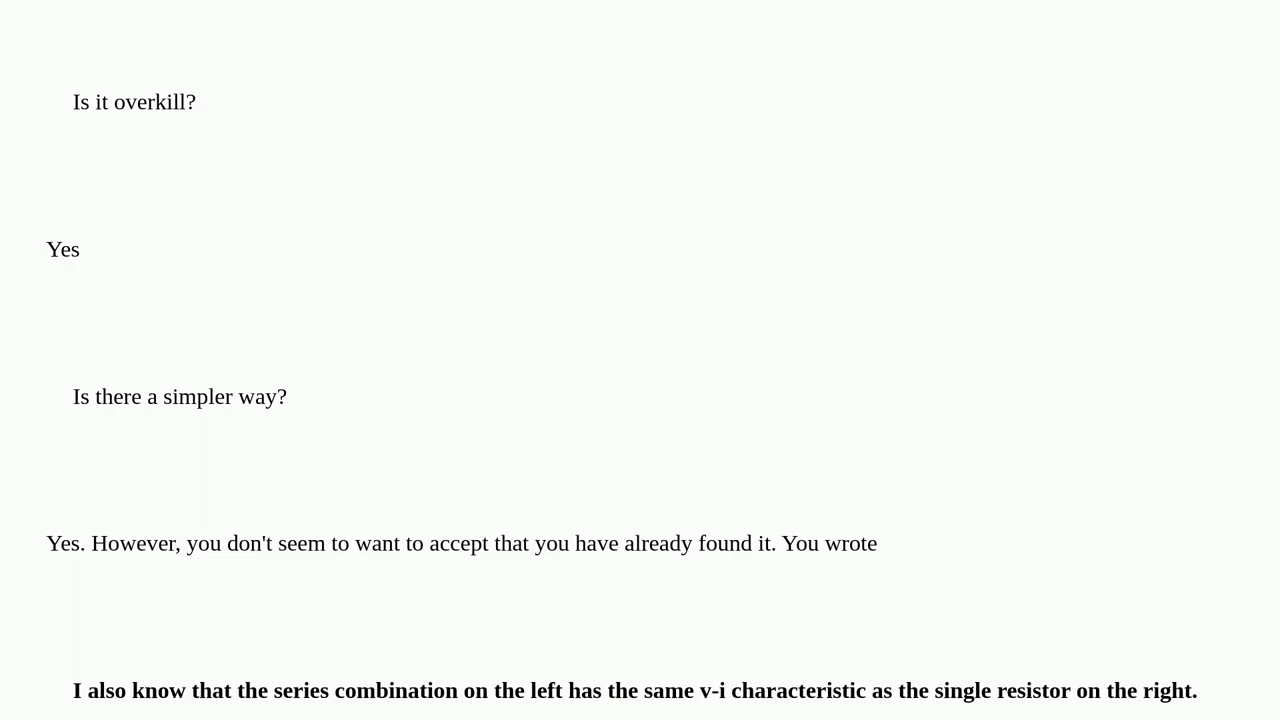 Is it overkill?
Yes
Is there a simpler way?
Yes. However, you don't seem to want to accept that you have already found it. You wrote
I also know that the series combination on the left has the same v-i characteristic as the single resistor on the right.